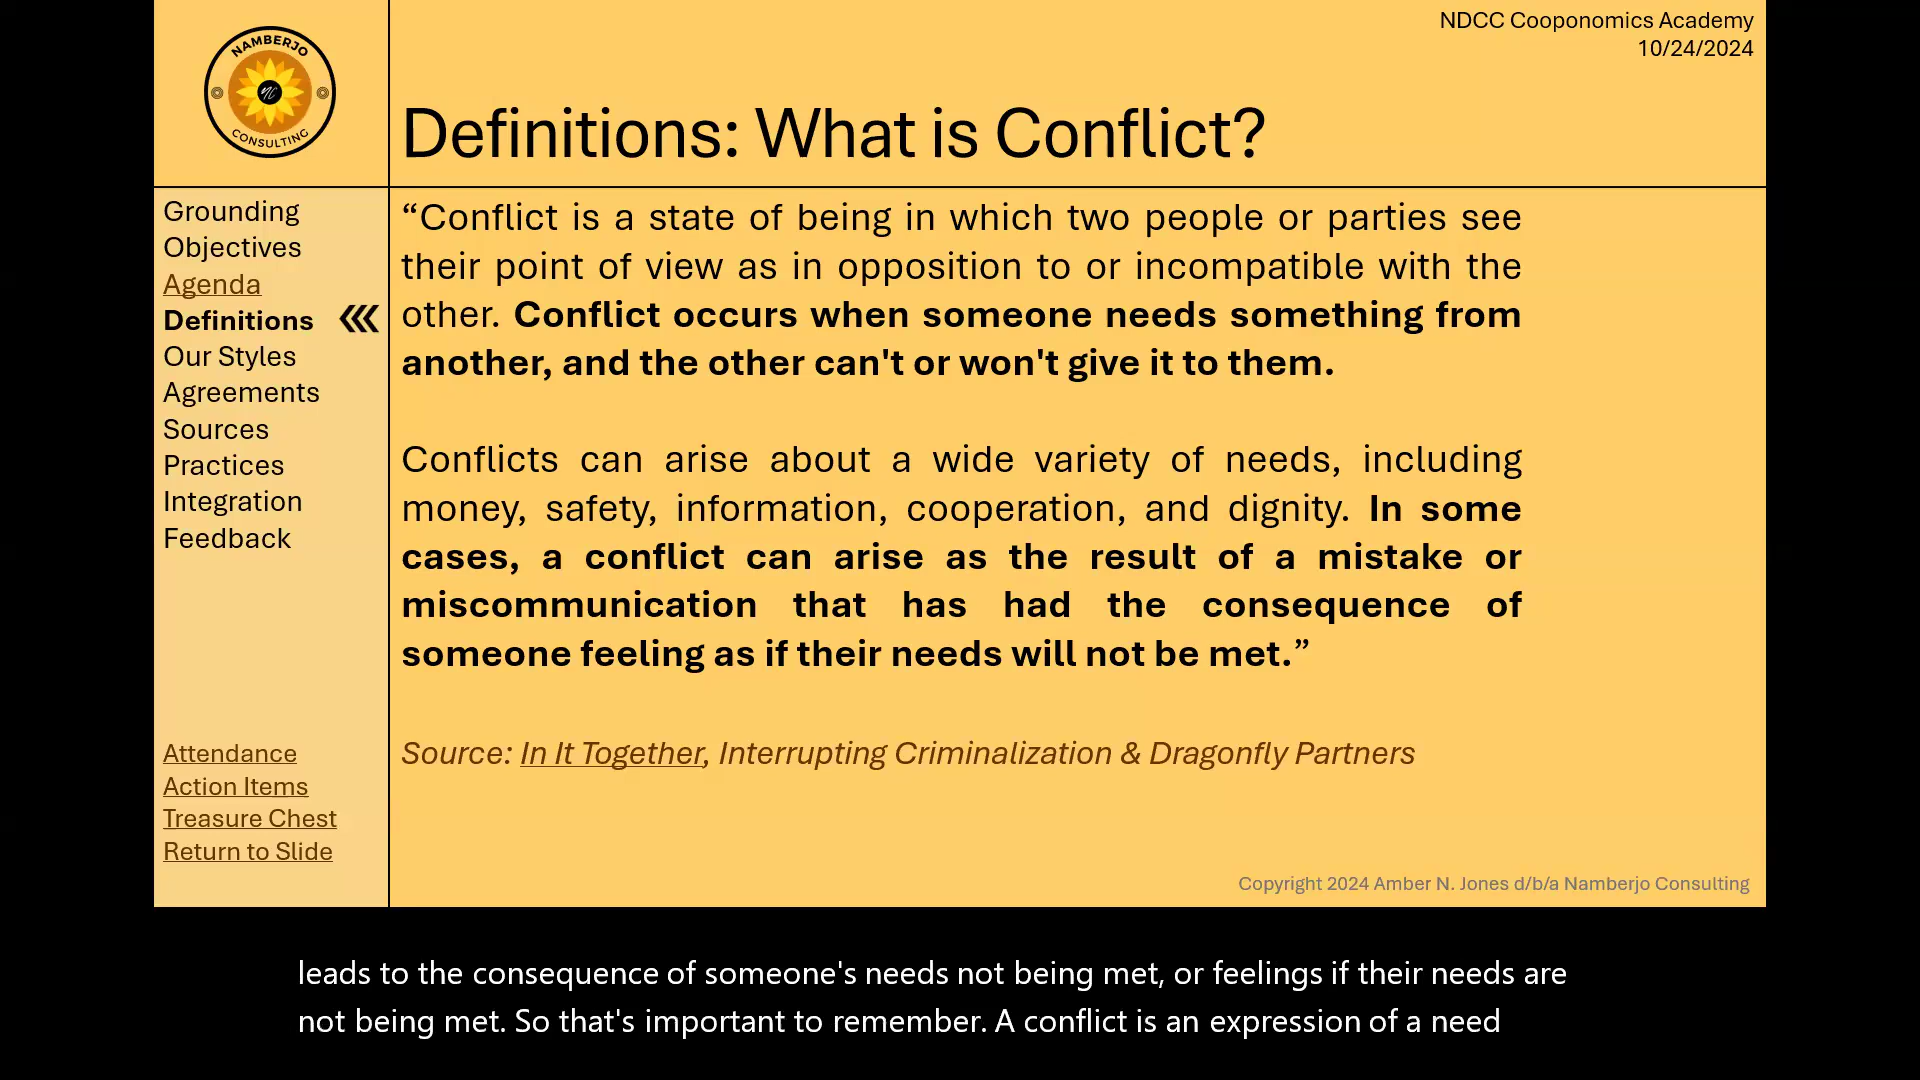 NAMBERJO
CONSULTING
NDCC Cooponomics Academy
10/24/2024
Definitions: What is Conflict?
Grounding
Objectives
Agenda
Definitions
Our Styles
Agreements
Sources
Practices
Integration
Feedback
Attendance
Action Items
Treasure Chest
Return to Slide
“Conflict is a state of being in which two people or parties see
their point of view as in opposition to or incompatible with the
other. Conflict occurs when someone needs something from
another, and the other can't or won't give it to them.
Conflicts can arise about a wide variety of needs, including
money, safety, information, cooperation, and dignity. In some
cases, a conflict can arise as the result of a mistake or
miscommunication that has had the consequence of
someone feeling as if their needs will not be met.”
Source: In It Together, Interrupting Criminalization & Dragonfly Partners
Copyright 2024 Amber N. Jones d/b/a Namberjo Consulting
leads to the consequence of someone's needs not being met, or feelings if their needs are
not being met. So that's important to remember. A conflict is an expression of a need